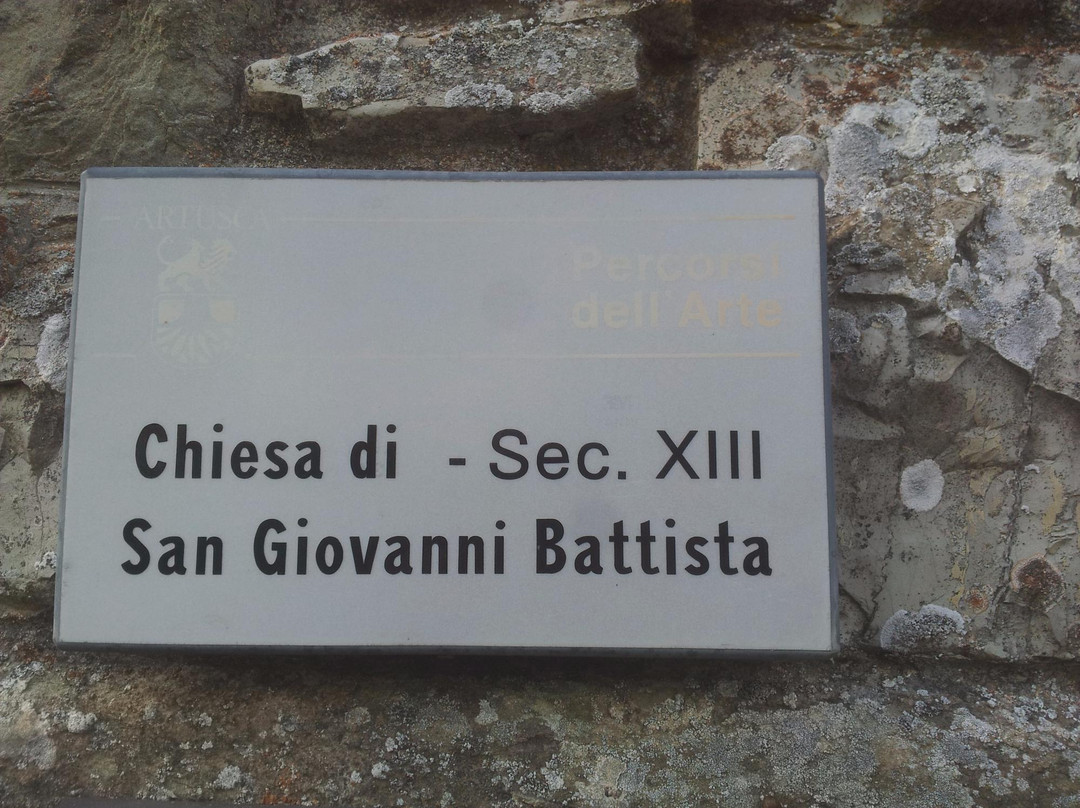 ARTUSCA
Percorsi
dell'Arte
Chiesa di - Sec. XIII
San Giovanni Battista